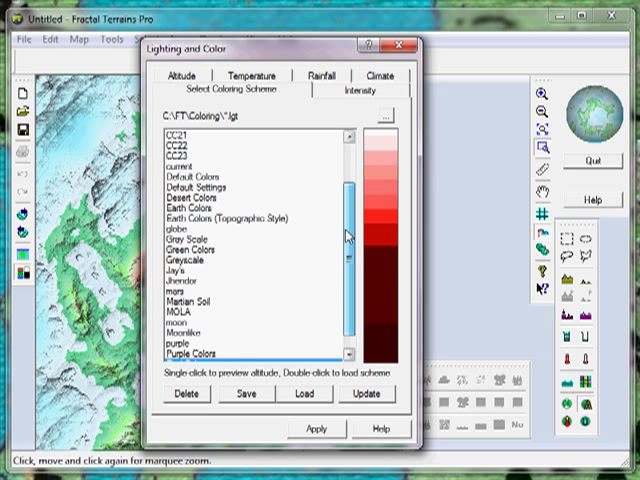 Untitled - Fractal Terrains Pro
File Edit Map Tools
Lighting and Color
Altitude Temperature Rainfall Climate
Select Coloring Scheme Intensity
C:\FT\Coloring\*.lgt
...
CC21
CC22
CC23
current
Default Colors
Default Settings
Desert Colors
Earth Colors
Earth Colors (Topographic Style)
globe
Gray Scale
Green Colors
Greyscale
Jay's
Jhendor
mars
Martian Soil
MOLA
moon
Moonlike
purple
Purple Colors
Single-click to preview altitude, Double-click to load scheme
Delete Save Load Update
Apply Help
Quit
Help
Nu
Click, move and click again for marquee zoom.